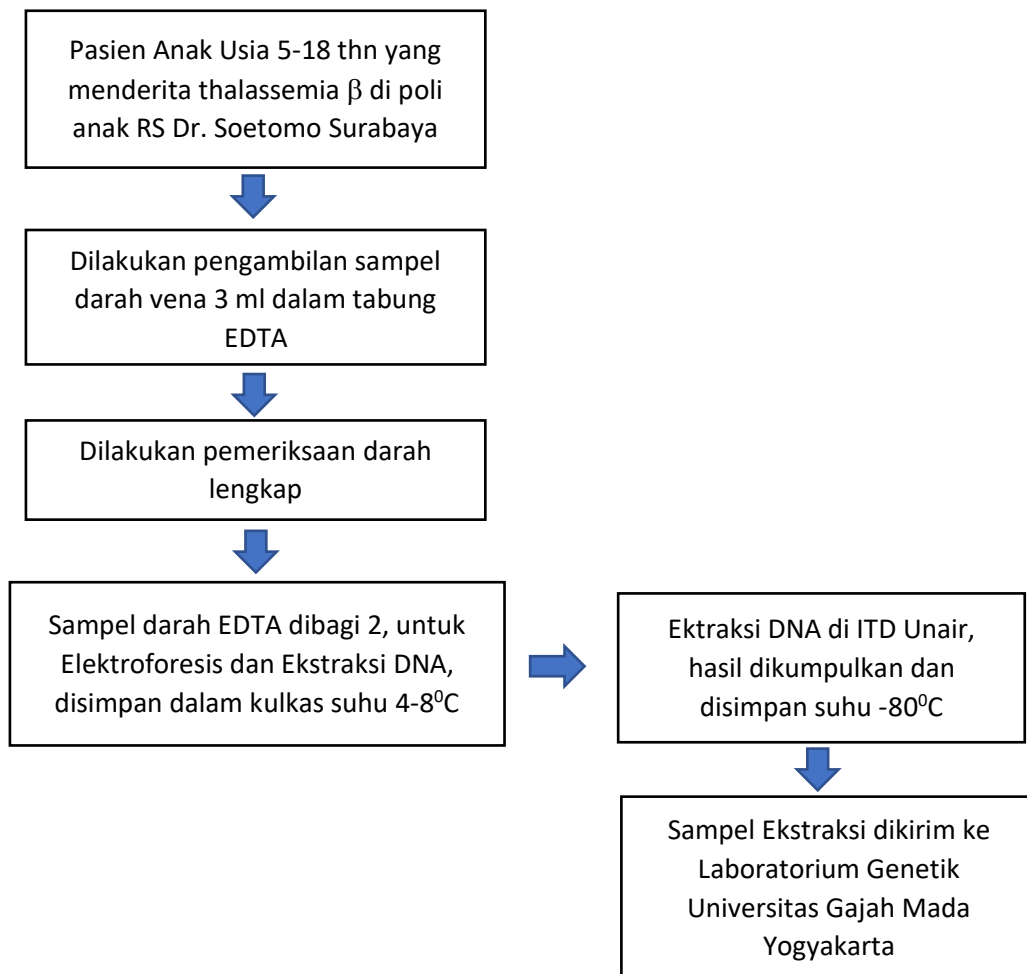 Pasien Anak Usia 5-18 thn yang
menderita thalassemia β di poli
anak RS Dr. Soetomo Surabaya
Dilakukan pengambilan sampel
darah vena 3 ml dalam tabung
EDTA
Dilakukan pemeriksaan darah
lengkap
Sampel darah EDTA dibagi 2, untuk
Elektroforesis dan Ekstraksi DNA,
disimpan dalam kulkas suhu 4-8⁰C
Ektraksi DNA di ITD Unair,
hasil dikumpulkan dan
disimpan suhu -80⁰C
Sampel Ekstraksi dikirim ke
Laboratorium Genetik
Universitas Gajah Mada
Yogyakarta